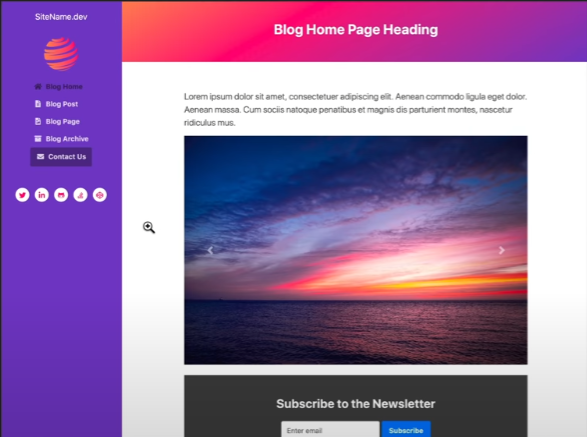 SiteName.dev
Blog Home
Blog Post
Blog Page
Blog Archive
Contact Us
Blog Home Page Heading
Lorem ipsum dolor sit amet, consectetuer adipiscing elit. Aenean commodo ligula eget dolor.
Aenean massa. Cum sociis natoque penatibus et magnis dis parturient montes, nascetur
ridiculus mus.
Subscribe to the Newsletter
Enter email
Subscribe